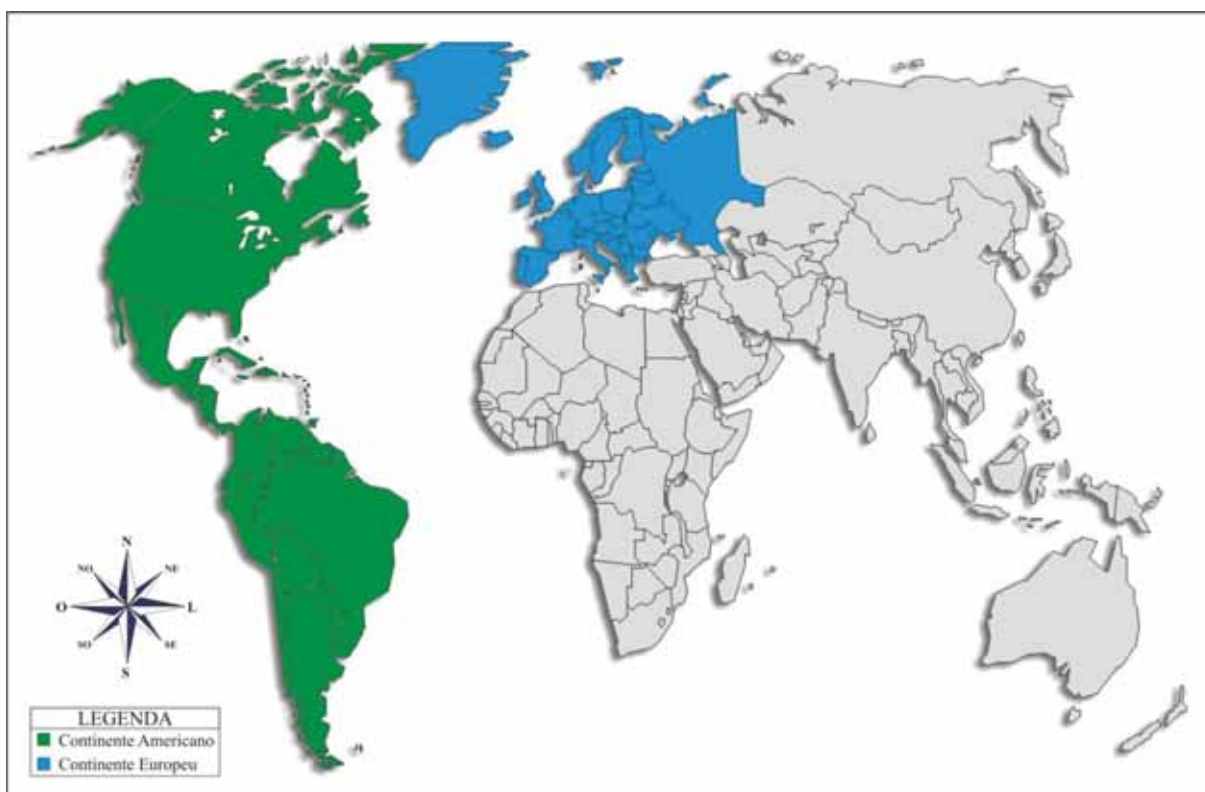 N
NO NE
O L
SO SE
S
LEGENDA
Continente Americano
Continente Europeu